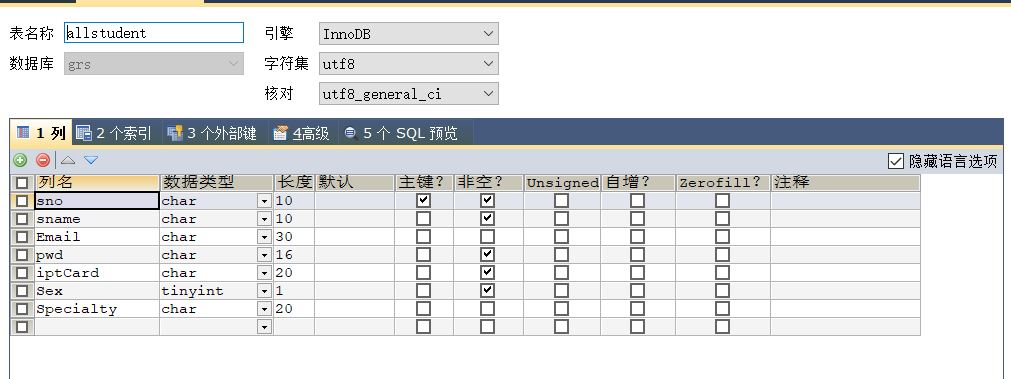 表名称 allstudent 引擎 InnoDB
数据库 grs 字符集 utf8
核对 utf8_general_ci
1 列 2 个索引 3 个外部键 4高级 5 个 SQL 预览
隐藏语言选项
列名 数据类型 长度 默认 主键? 非空? Unsigned 自增? Zerofill? 注释
sno char 10
sname char 10
Email char 30
pwd char 16
iptCard char 20
Sex tinyint 1
Specialty char 20